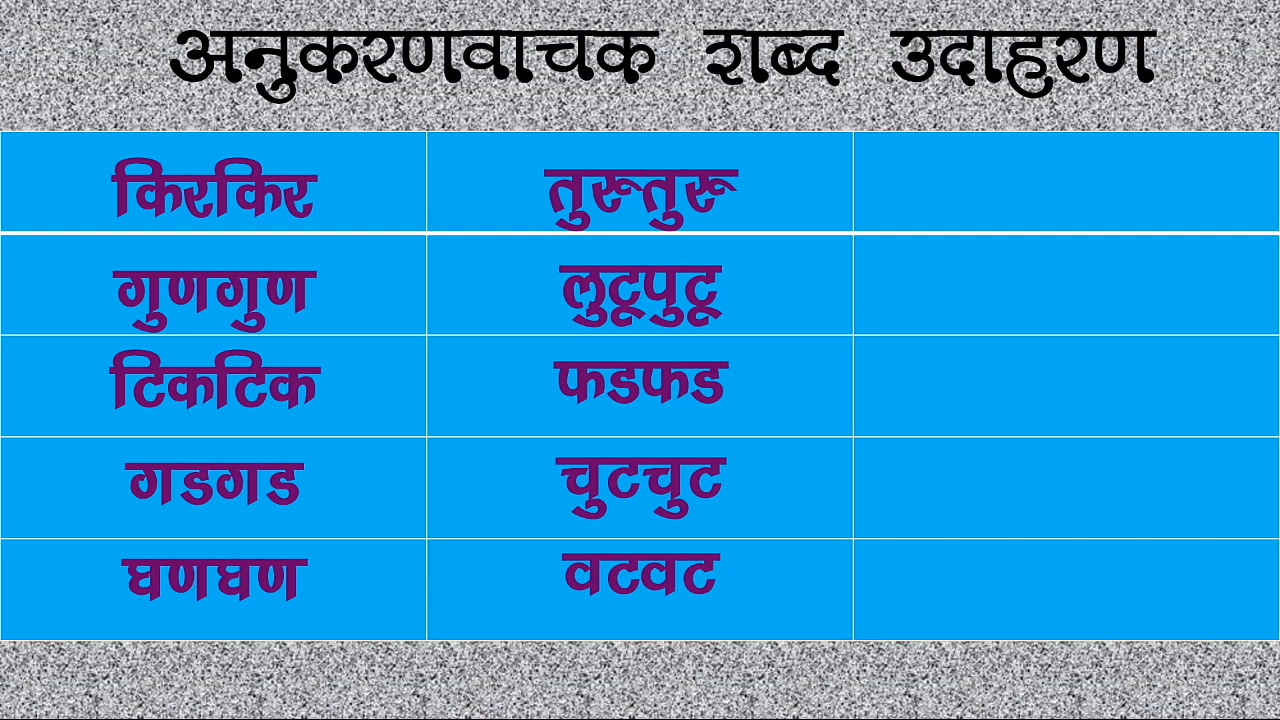 अनुकरणवाचक शब्द उदाहरण
किरकिर तुरूतुरू
गुणगुण लुटूपुटू
टिकटिक फडफड
गडगड चुटचुट
घणघण वटवट